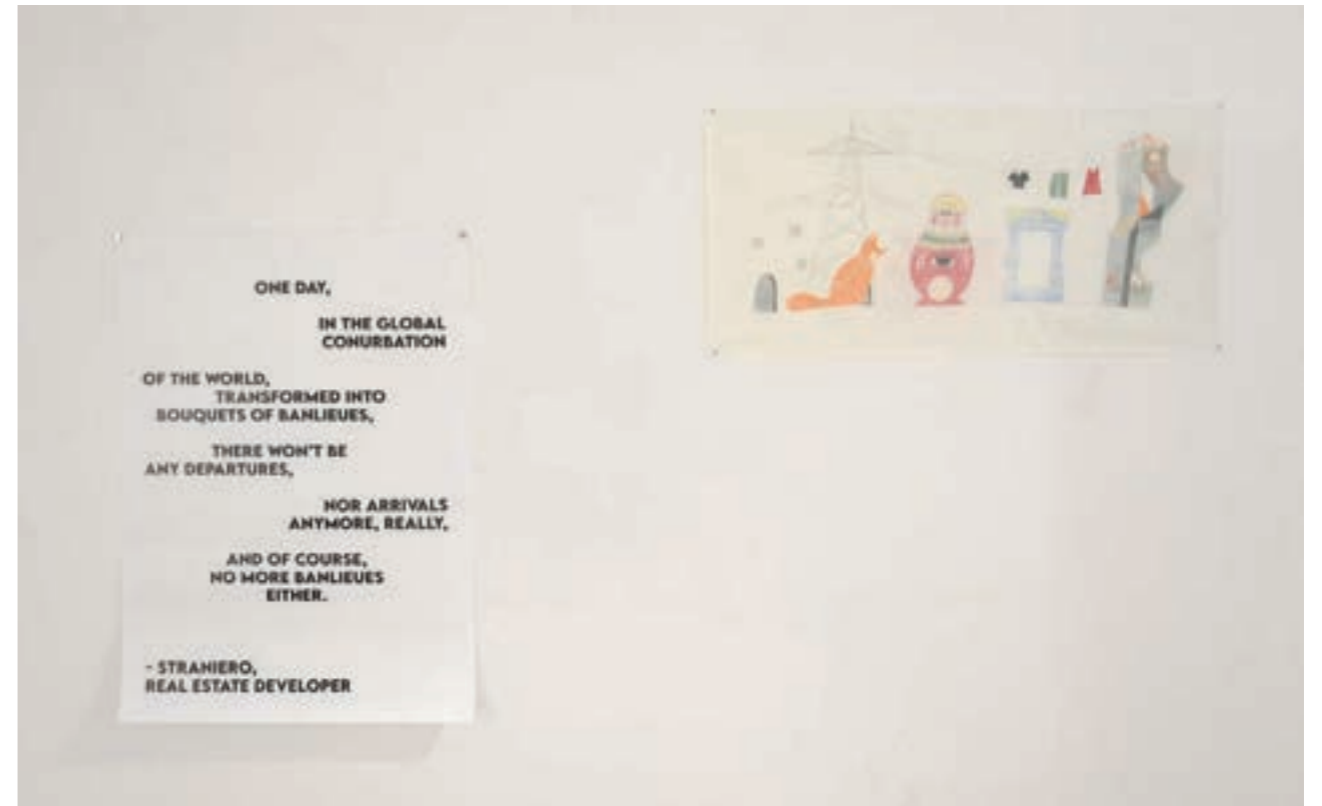 ONE DAY,
IN THE GLOBAL
CONURBATION
OF THE WORLD,
TRANSFORMED INTO
BOUQUETS OF BANLIEUES,
THERE WON'T BE
ANY DEPARTURES,
NOR ARRIVALS
ANYMORE, REALLY,
AND OF COURSE,
NO MORE BANLIEUES
EITHER.
- STRANIERO,
REAL ESTATE DEVELOPER